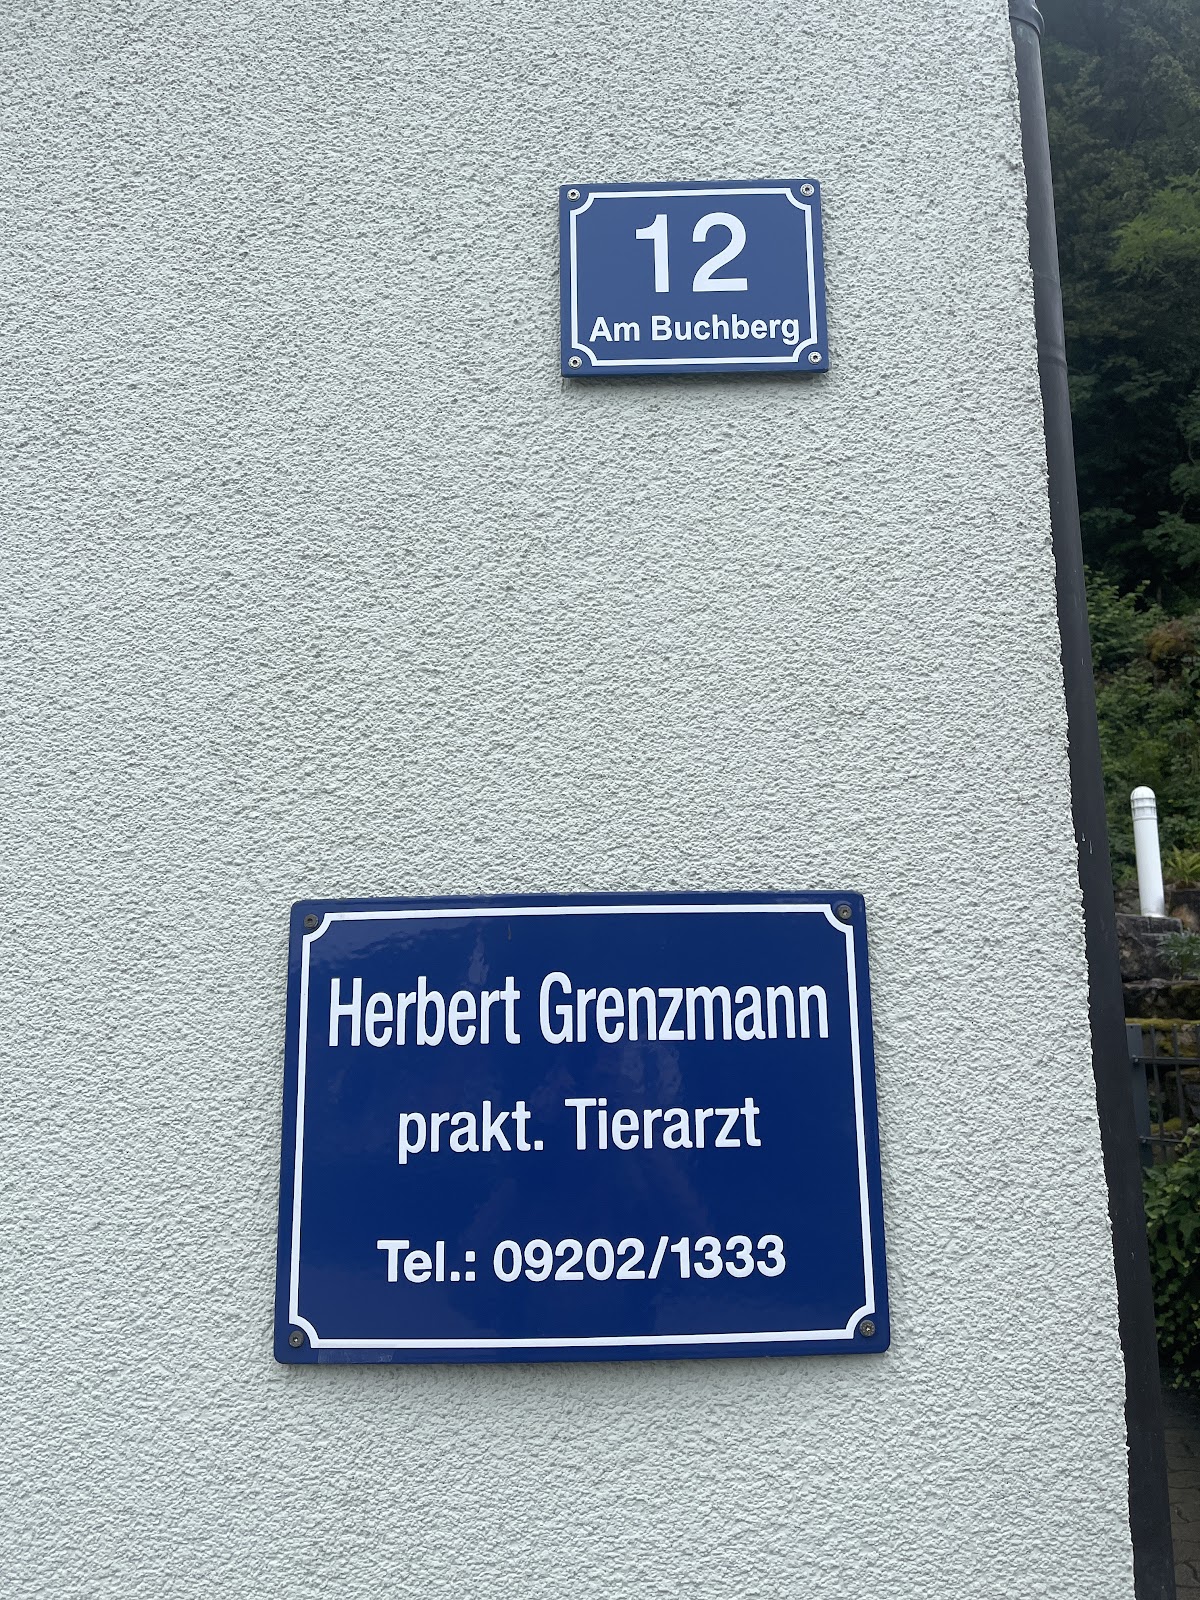 12
Am Buchberg
Herbert Grenzmann
prakt. Tierarzt
Tel.: 09202/1333